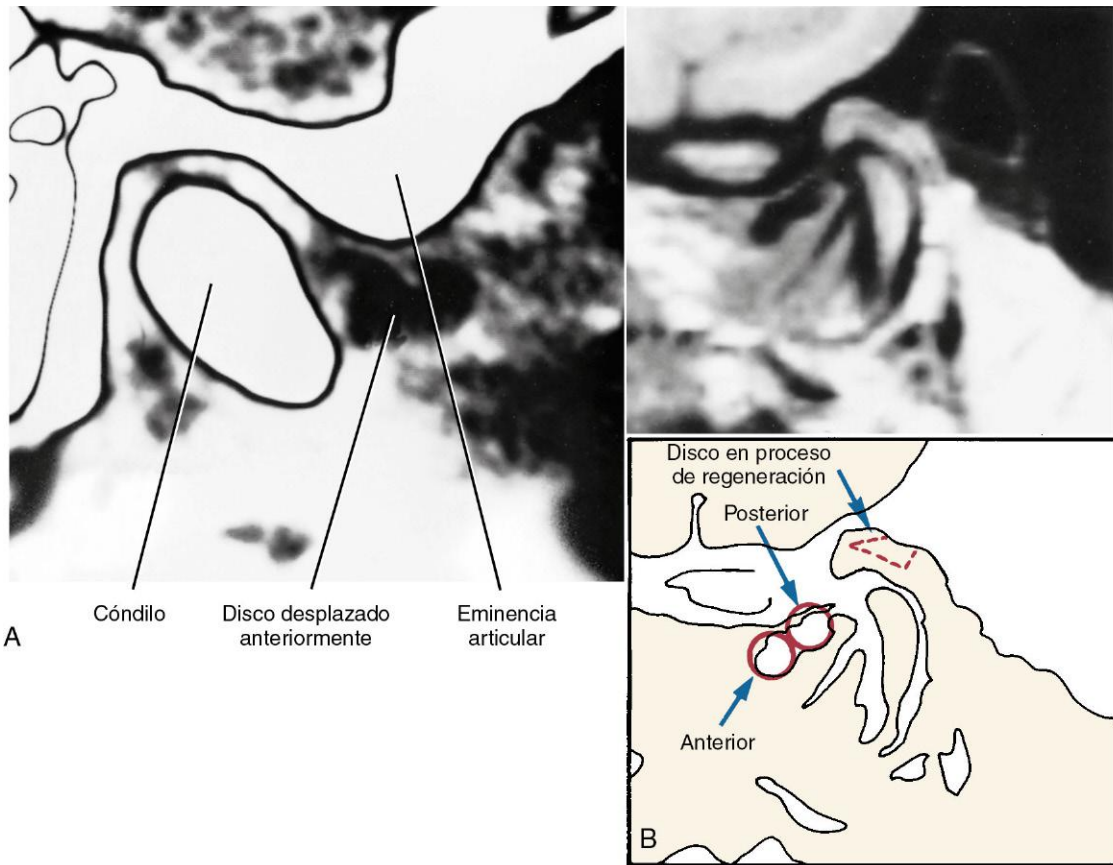 Cóndilo
Disco desplazado
anteriormente
Eminencia
articular
A
Disco en proceso
de regeneración
Posterior
Anterior
B